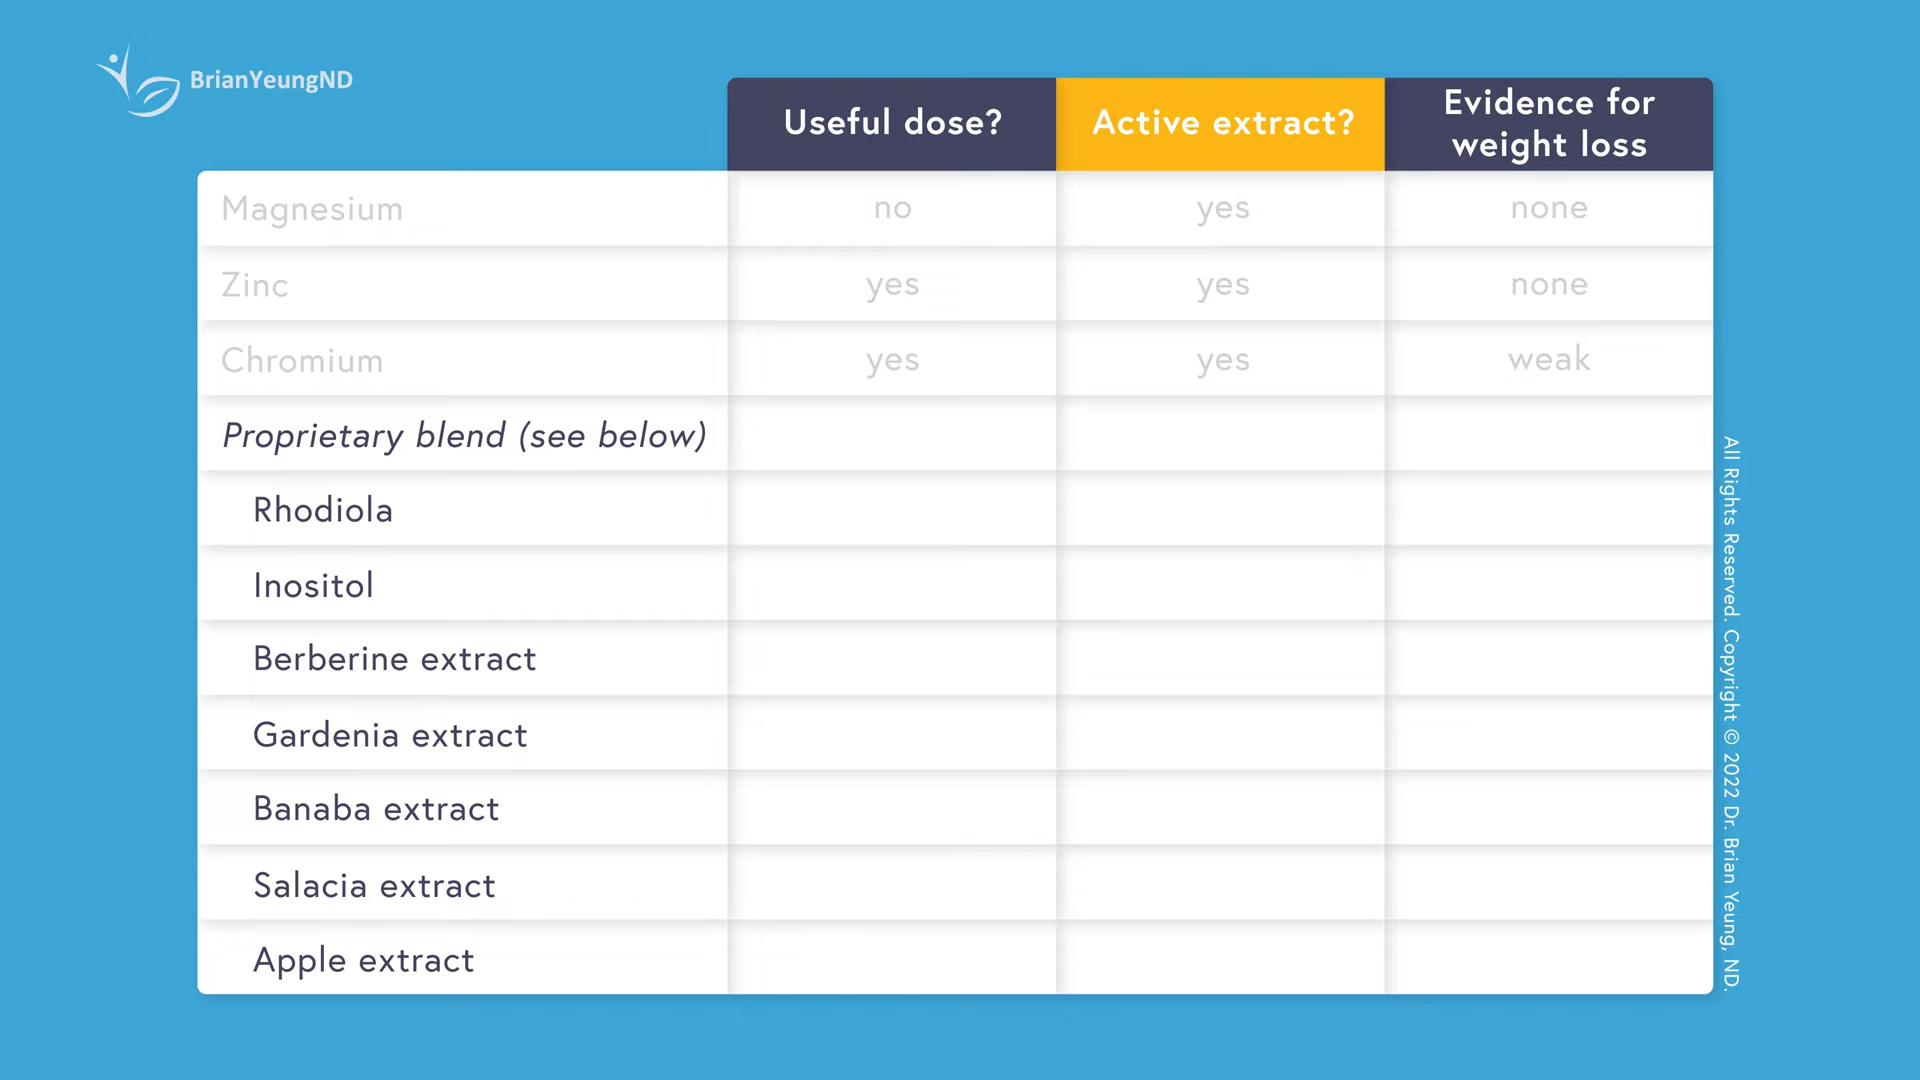 BrianYeungND
Useful dose? Active extract? Evidence for weight loss
Magnesium no yes none
Zinc yes yes none
Chromium yes yes weak
Proprietary blend (see below)
Rhodiola
Inositol
Berberine extract
Gardenia extract
Banaba extract
Salacia extract
Apple extract
All Rights Reserved. Copyright © 2022 Dr. Brian Yeung, ND.